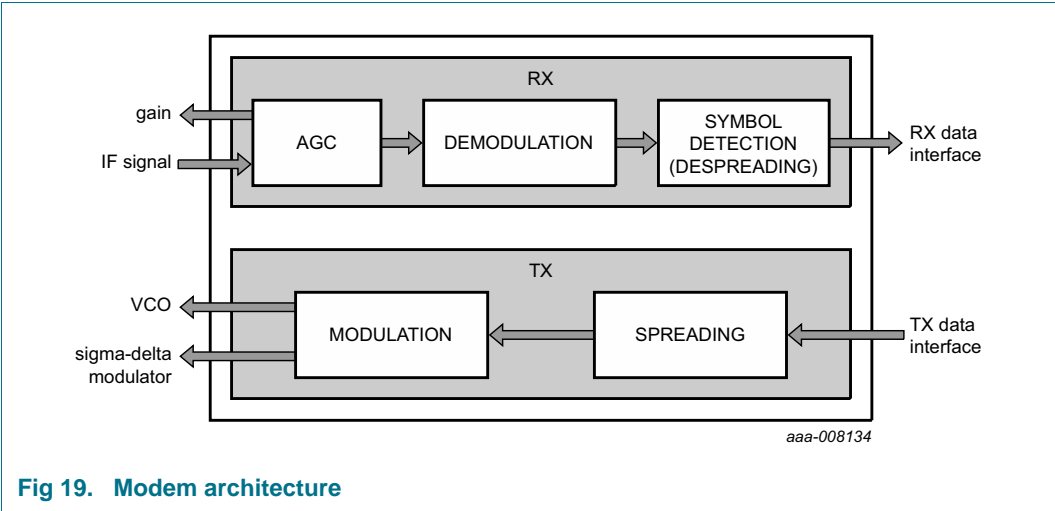 RX
gain
IF signal
AGC
DEMODULATION
SYMBOL
DETECTION
(DESPREADING)
RX data
interface
TX
VCO
sigma-delta
modulator
MODULATION
SPREADING
TX data
interface
aaa-008134
Fig 19. Modem architecture